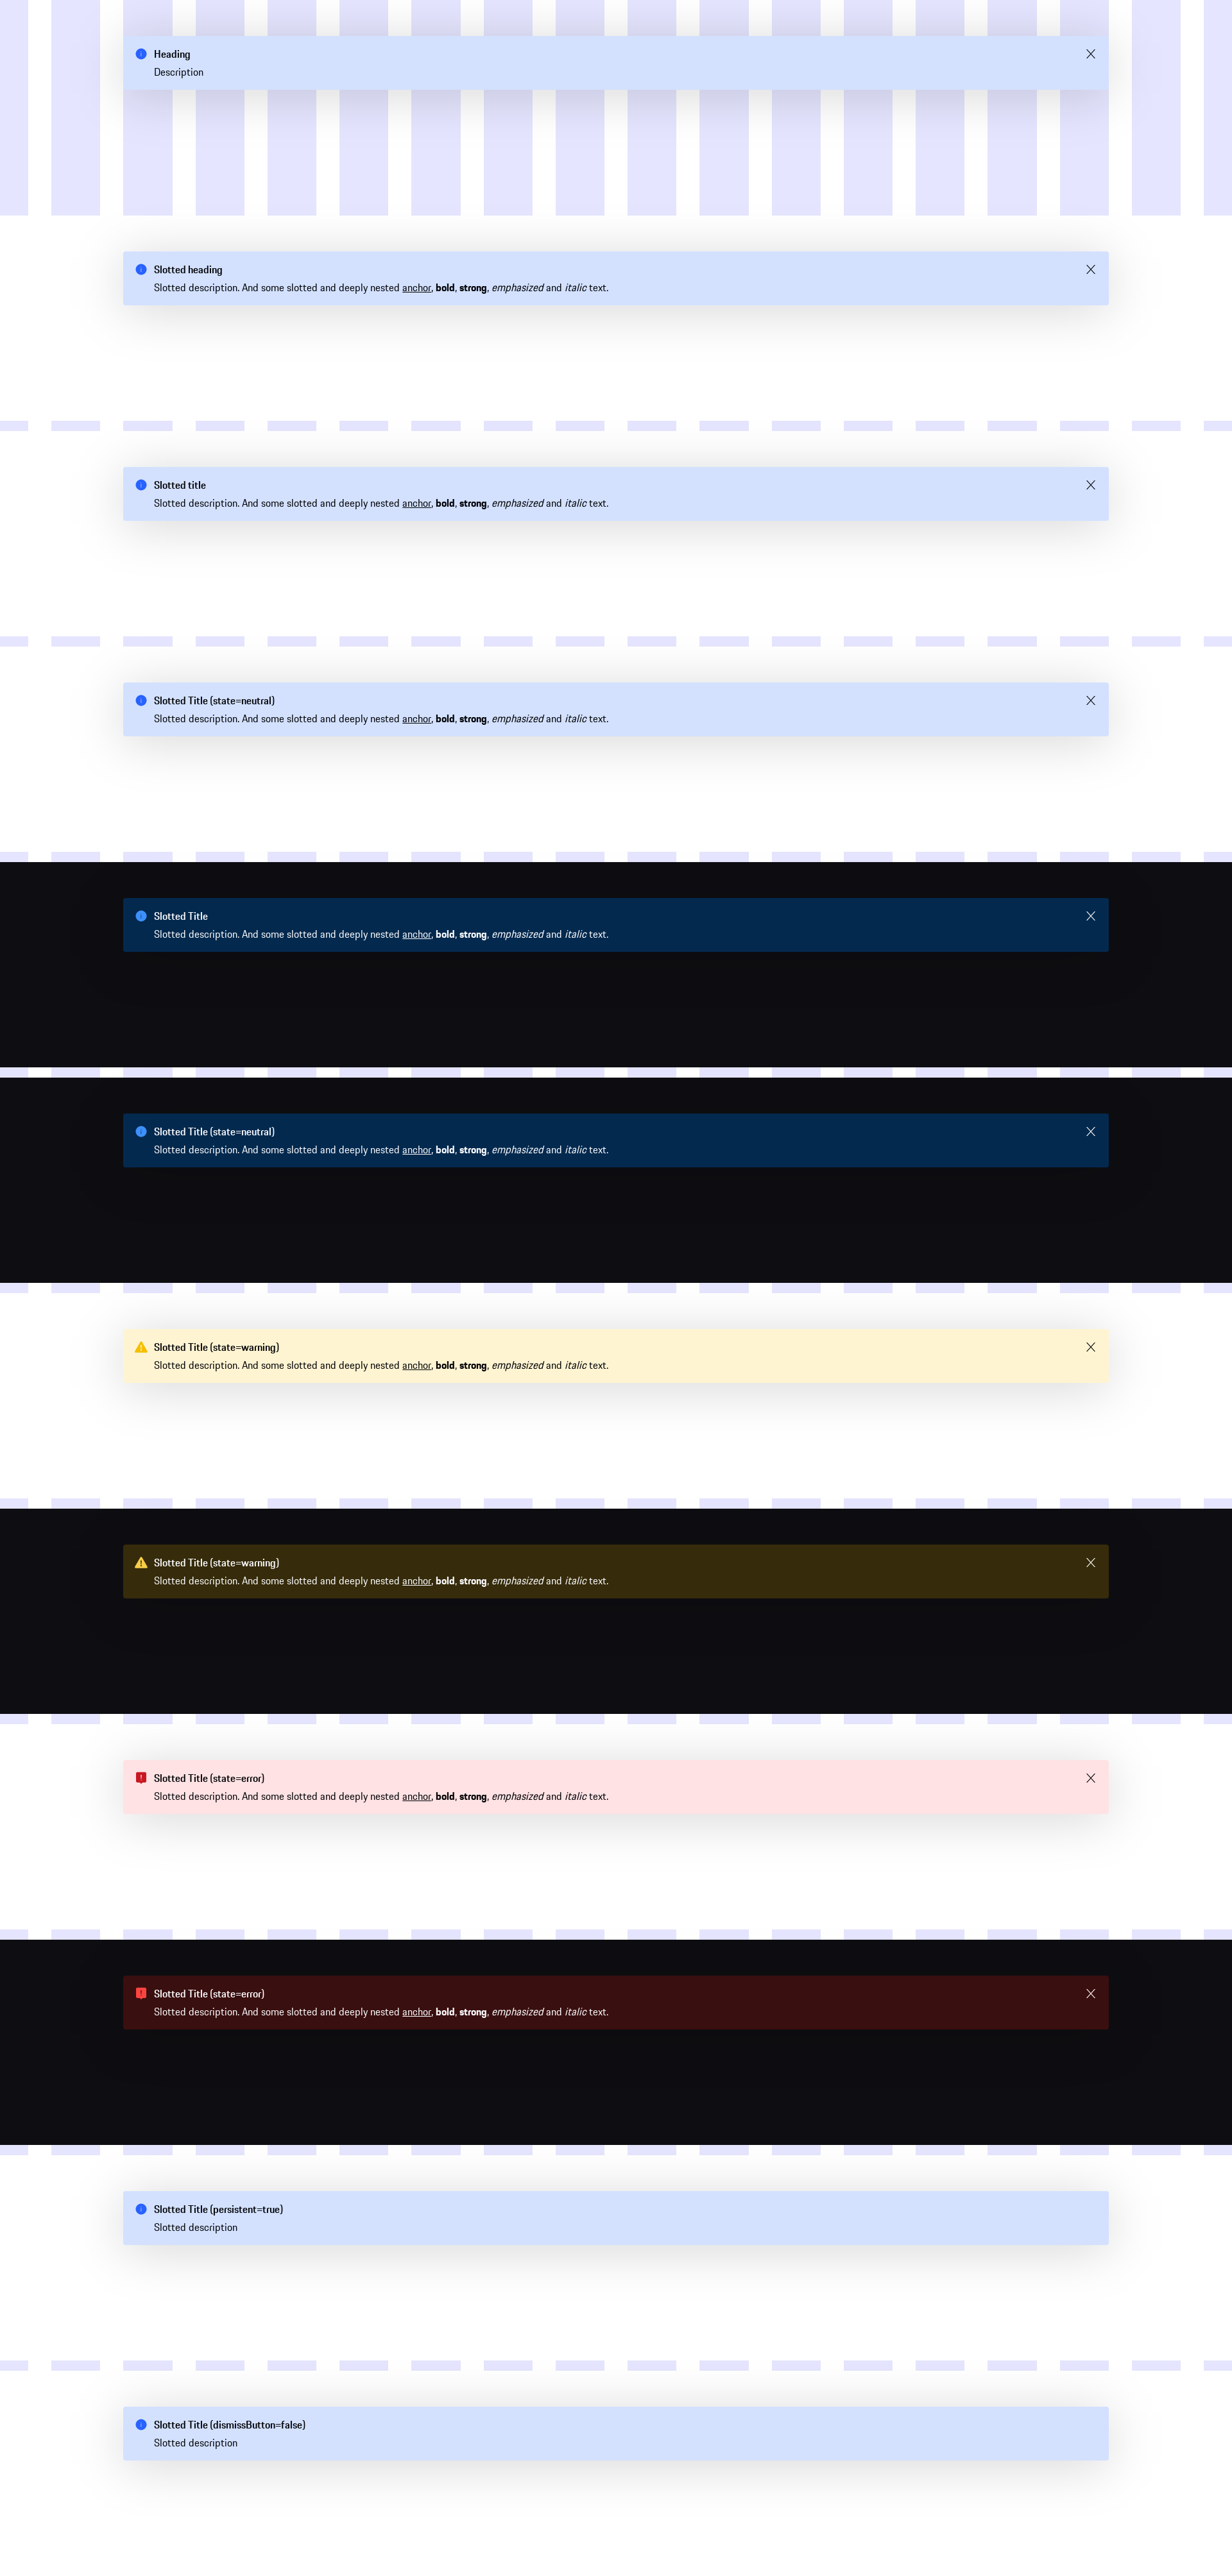 Heading
Description
Slotted heading
Slotted description. And some slotted and deeply nested anchor, bold, strong, emphasized and italic text.
Slotted title
Slotted description. And some slotted and deeply nested anchor, bold, strong, emphasized and italic text.
Slotted Title (state=neutral)
Slotted description. And some slotted and deeply nested anchor, bold, strong, emphasized and italic text.
Slotted Title
Slotted description. And some slotted and deeply nested anchor, bold, strong, emphasized and italic text.
Slotted Title (state=neutral)
Slotted description. And some slotted and deeply nested anchor, bold, strong, emphasized and italic text.
Slotted Title (state=warning)
Slotted description. And some slotted and deeply nested anchor, bold, strong, emphasized and italic text.
Slotted Title (state=warning)
Slotted description. And some slotted and deeply nested anchor, bold, strong, emphasized and italic text.
Slotted Title (state=error)
Slotted description. And some slotted and deeply nested anchor, bold, strong, emphasized and italic text.
Slotted Title (state=error)
Slotted description. And some slotted and deeply nested anchor, bold, strong, emphasized and italic text.
Slotted Title (persistent=true)
Slotted description
Slotted Title (dismissButton=false)
Slotted description